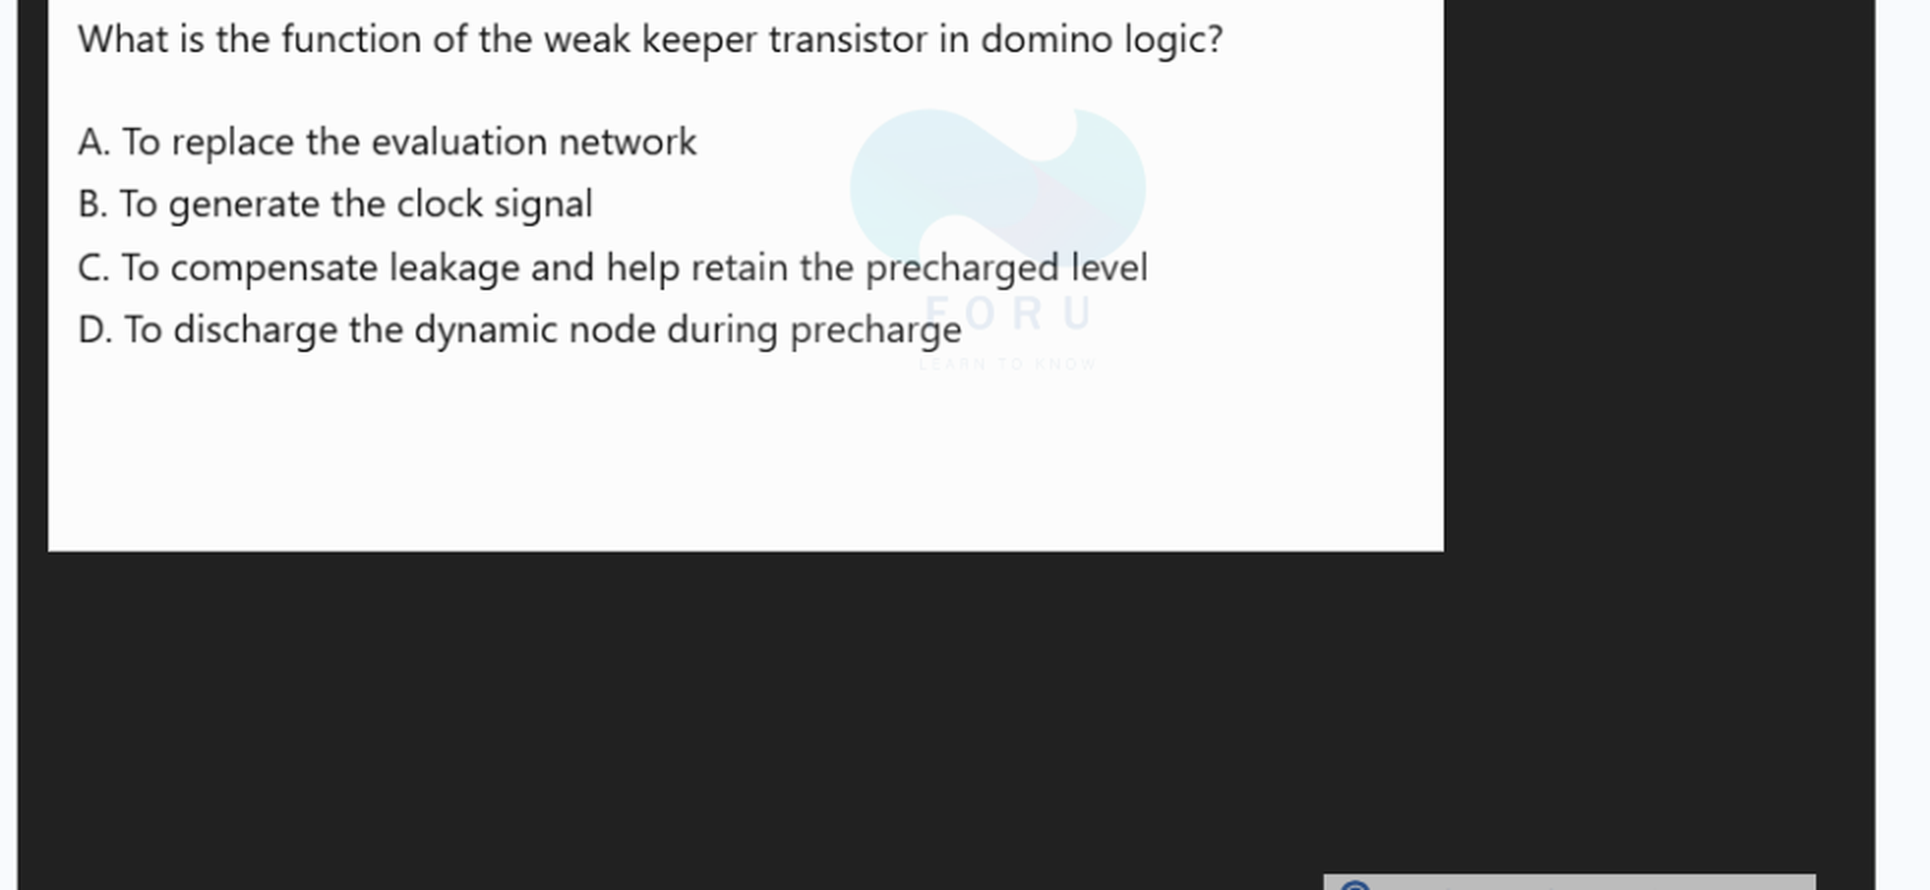 What is the function of the weak keeper transistor in domino logic?
A. To replace the evaluation network
B. To generate the clock signal
C. To compensate leakage and help retain the precharged level
D. To discharge the dynamic node during precharge
FORU
LEARN TO KNOW